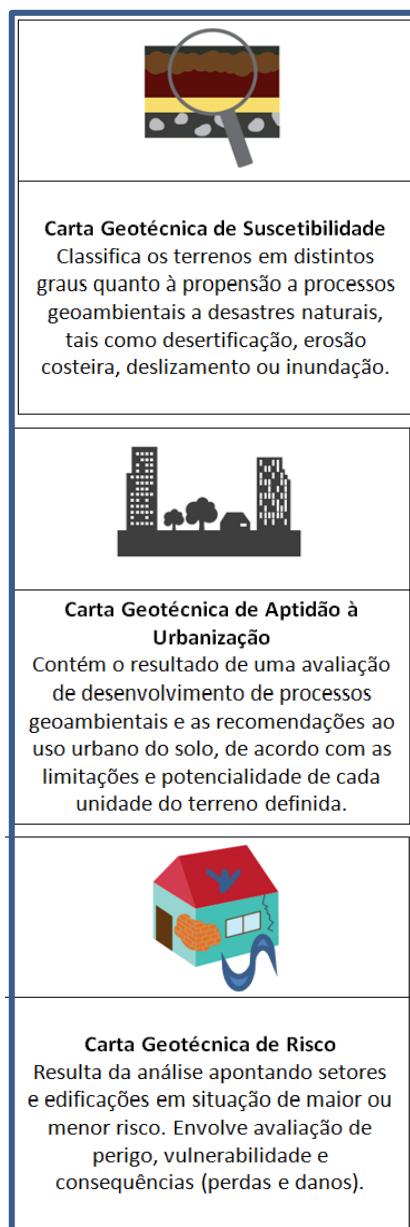 Carta Geotécnica de Suscetibilidade
Classifica os terrenos em distintos
graus quanto à propensão a processos
geoambientais a desastres naturais,
tais como desertificação, erosão
costeira, deslizamento ou inundação.
Carta Geotécnica de Aptidão à
Urbanização
Contém o resultado de uma avaliação
de desenvolvimento de processos
geoambientais e as recomendações ao
uso urbano do solo, de acordo com as
limitações e potencialidade de cada
unidade do terreno definida.
Carta Geotécnica de Risco
Resulta da análise apontando setores
e edificações em situação de maior ou
menor risco. Envolve avaliação de
perigo, vulnerabilidade e
consequências (perdas e danos).